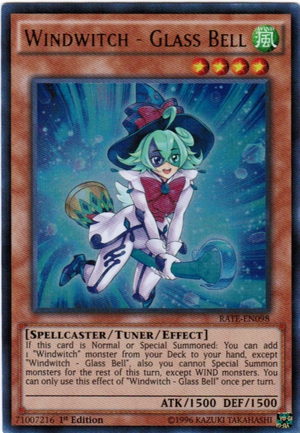 WINDWITCH - GLASS BELL
風
RATE-EN098
[SPELLCASTER/TUNER/EFFECT]
If this card is Normal or Special Summoned: You can add
1 "Windwitch" monster from your Deck to your hand, except
"Windwitch - Glass Bell", also you cannot Special Summon
monsters for the rest of this turn, except WIND monsters. You
can only use this effect of "Windwitch - Glass Bell" once per turn.
ATK/1500 DEF/1500
71007216 1st Edition ©1996 KAZUKI TAKAHASHI